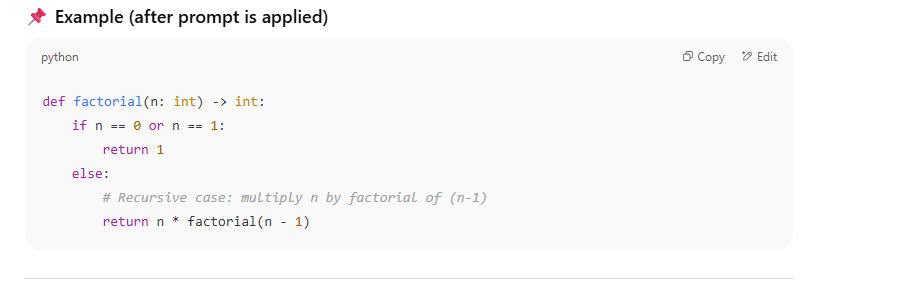 📌 Example (after prompt is applied)
python Copy Edit
def factorial(n: int) -> int:
    if n == 0 or n == 1:
        return 1
    else:
        # Recursive case: multiply n by factorial of (n-1)
        return n * factorial(n - 1)